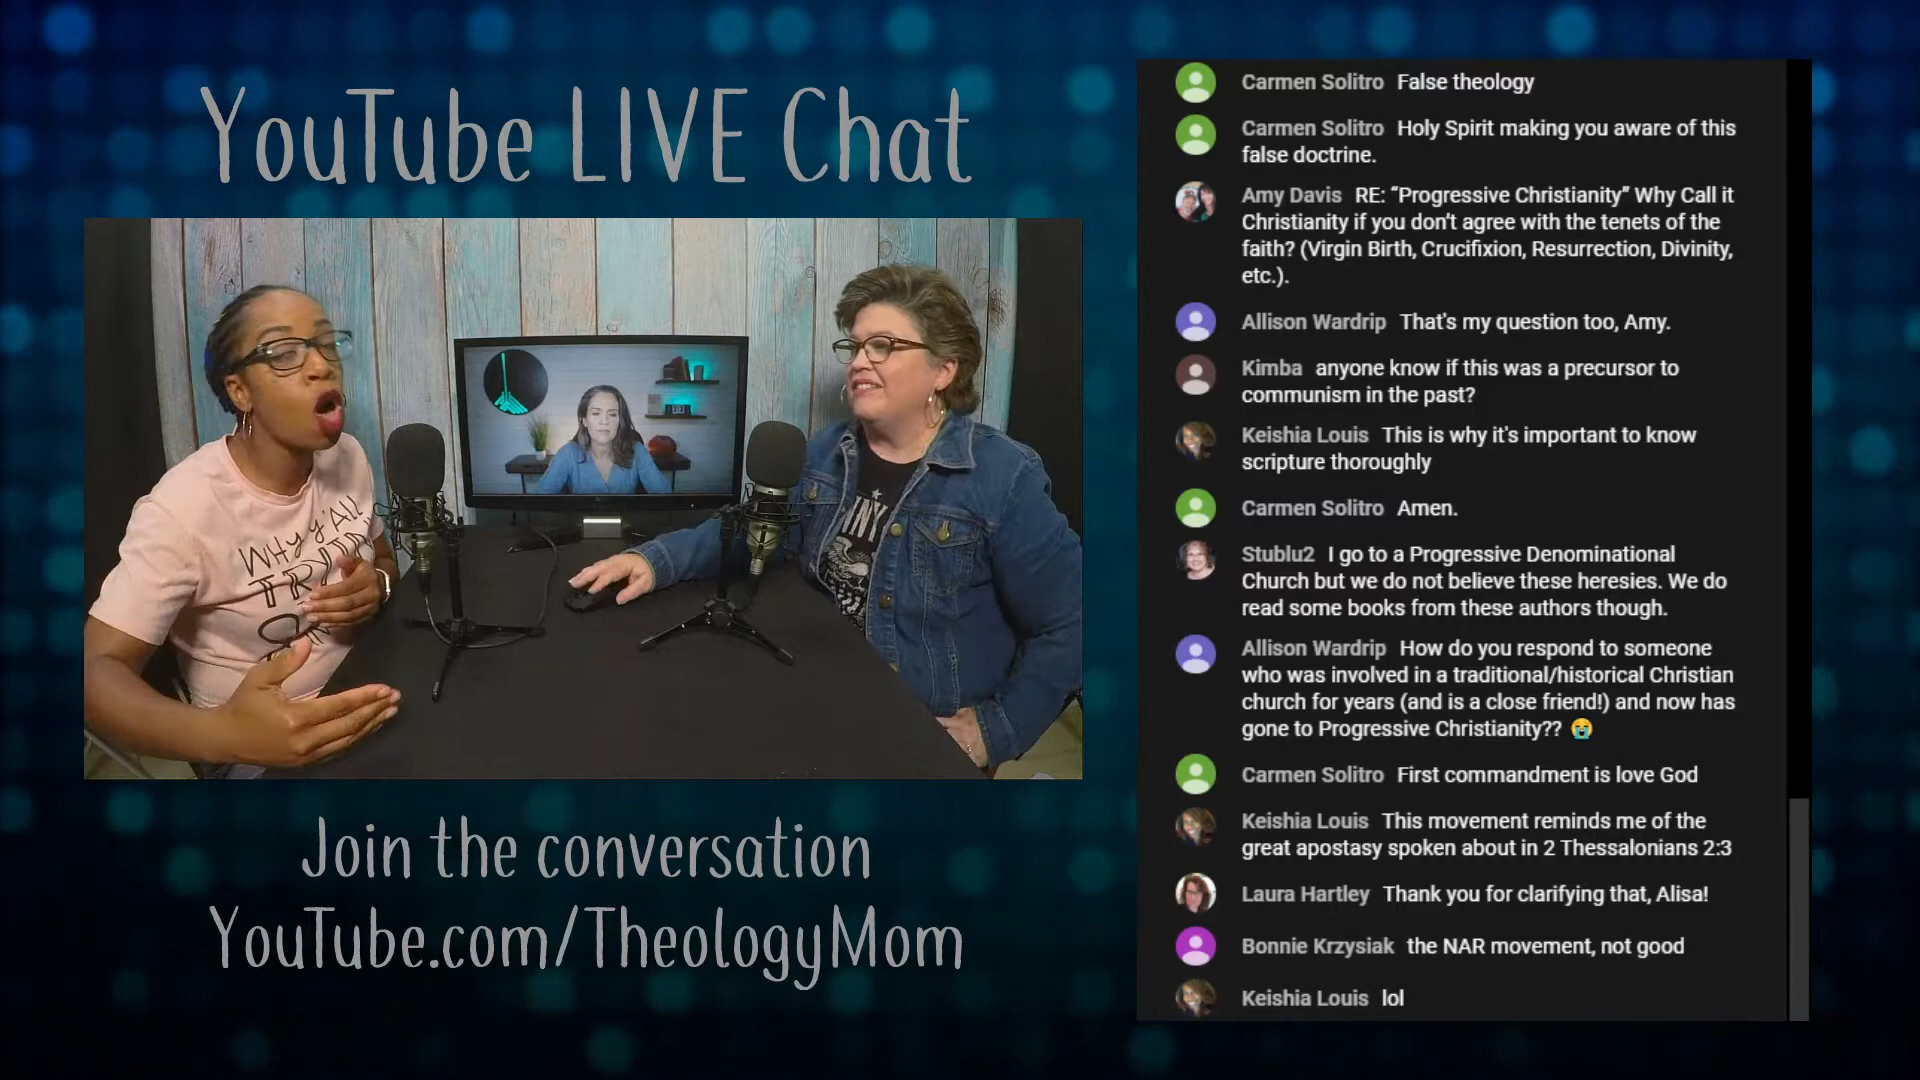 YouTube LIVE Chat
WHY Y'ALL
Join the conversation
YouTube.com/TheologyMom
Carmen Solitro False theology
Carmen Solitro Holy Spirit making you aware of this
false doctrine.
Amy Davis RE: “Progressive Christianity” Why Call it
Christianity if you don't agree with the tenets of the
faith? (Virgin Birth, Crucifixion, Resurrection, Divinity,
etc.).
Allison Wardrip That's my question too, Amy.
Kimba anyone know if this was a precursor to
communism in the past?
Keishia Louis This is why it's important to know
scripture thoroughly
Carmen Solitro Amen.
Stublu2 I go to a Progressive Denominational
Church but we do not believe these heresies. We do
read some books from these authors though.
Allison Wardrip How do you respond to someone
who was involved in a traditional/historical Christian
church for years (and is a close friend!) and now has
gone to Progressive Christianity?? 😭
Carmen Solitro First commandment is love God
Keishia Louis This movement reminds me of the
great apostasy spoken about in 2 Thessalonians 2:3
Laura Hartley Thank you for clarifying that, Alisa!
Bonnie Krzysiak the NAR movement, not good
Keishia Louis lol